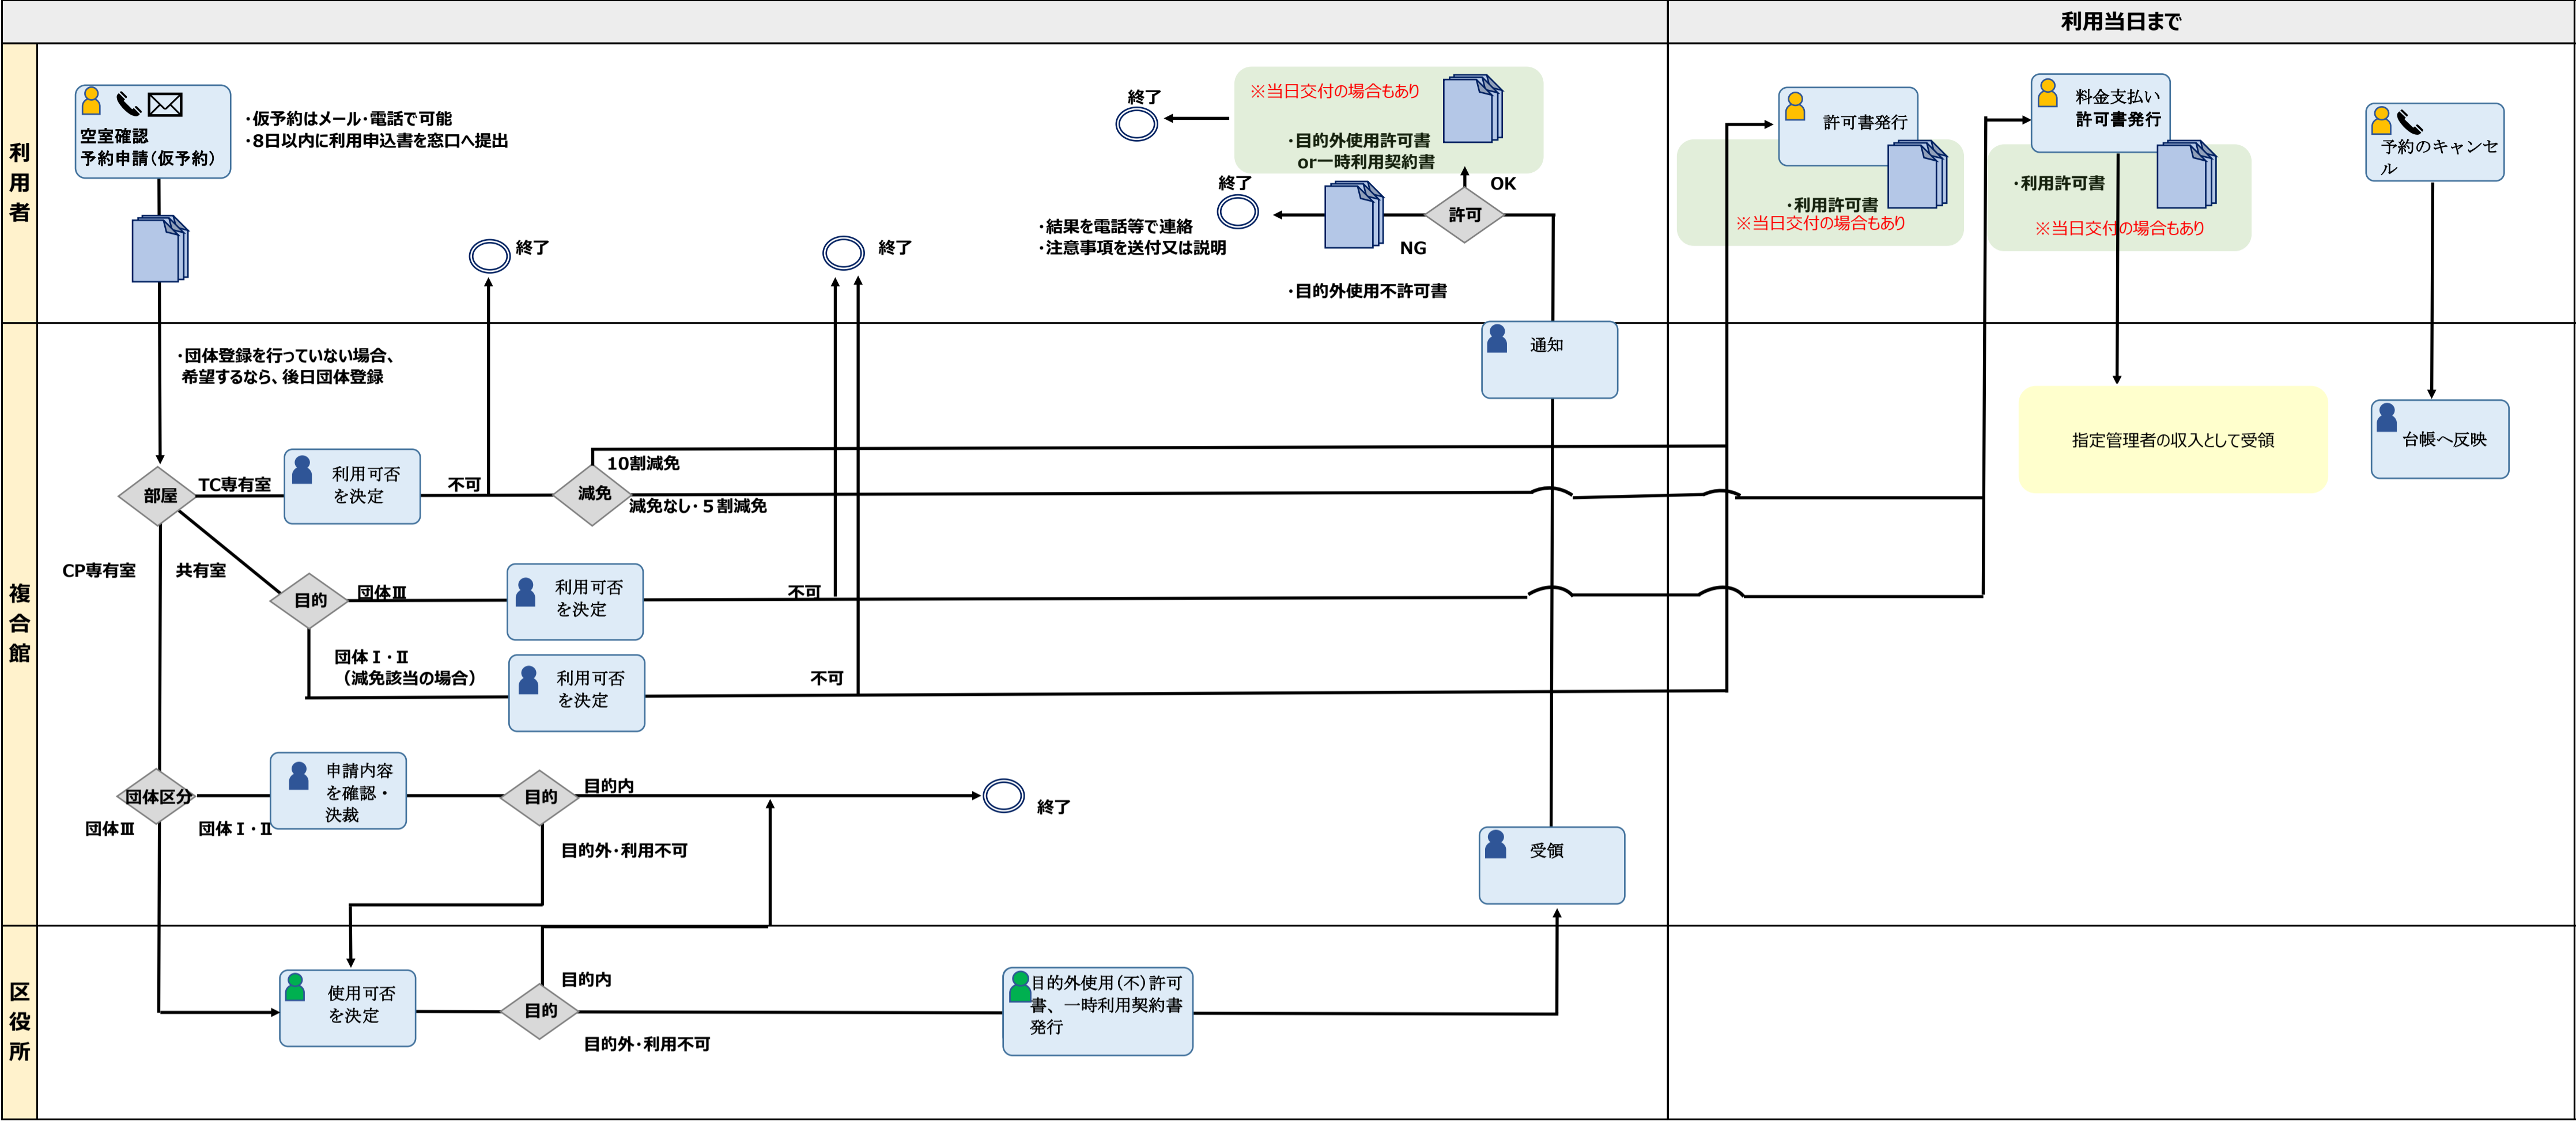 利用当日まで
利用者
空室確認
予約申請(仮予約)
・仮予約はメール・電話で可能
・8日以内に利用申込書を窓口へ提出
終了
終了
終了
※当日交付の場合もあり
・目的外使用許可書
or一時利用契約書
終了
OK
許可
NG
・結果を電話等で連絡
・注意事項を送付又は説明
・目的外使用不許可書
許可書発行
・利用許可書
※当日交付の場合もあり
料金支払い
許可書発行
・利用許可書
※当日交付の場合もあり
予約のキャンセ
ル
複合館
・団体登録を行っていない場合、
希望するなら、後日団体登録
通知
指定管理者の収入として受領
台帳へ反映
部屋
TC専有室
利用可否
を決定
不可
減免
10割減免
減免なし・5割減免
CP専有室
共有室
目的
団体Ⅲ
利用可否
を決定
不可
団体Ⅰ・Ⅱ
(減免該当の場合)
利用可否
を決定
不可
団体区分
団体Ⅲ
団体Ⅰ・Ⅱ
申請内容
を確認・
決裁
目的
目的内
終了
目的外・利用不可
受領
区役所
使用可否
を決定
目的
目的内
目的外・利用不可
目的外使用(不)許可
書、一時利用契約書
発行